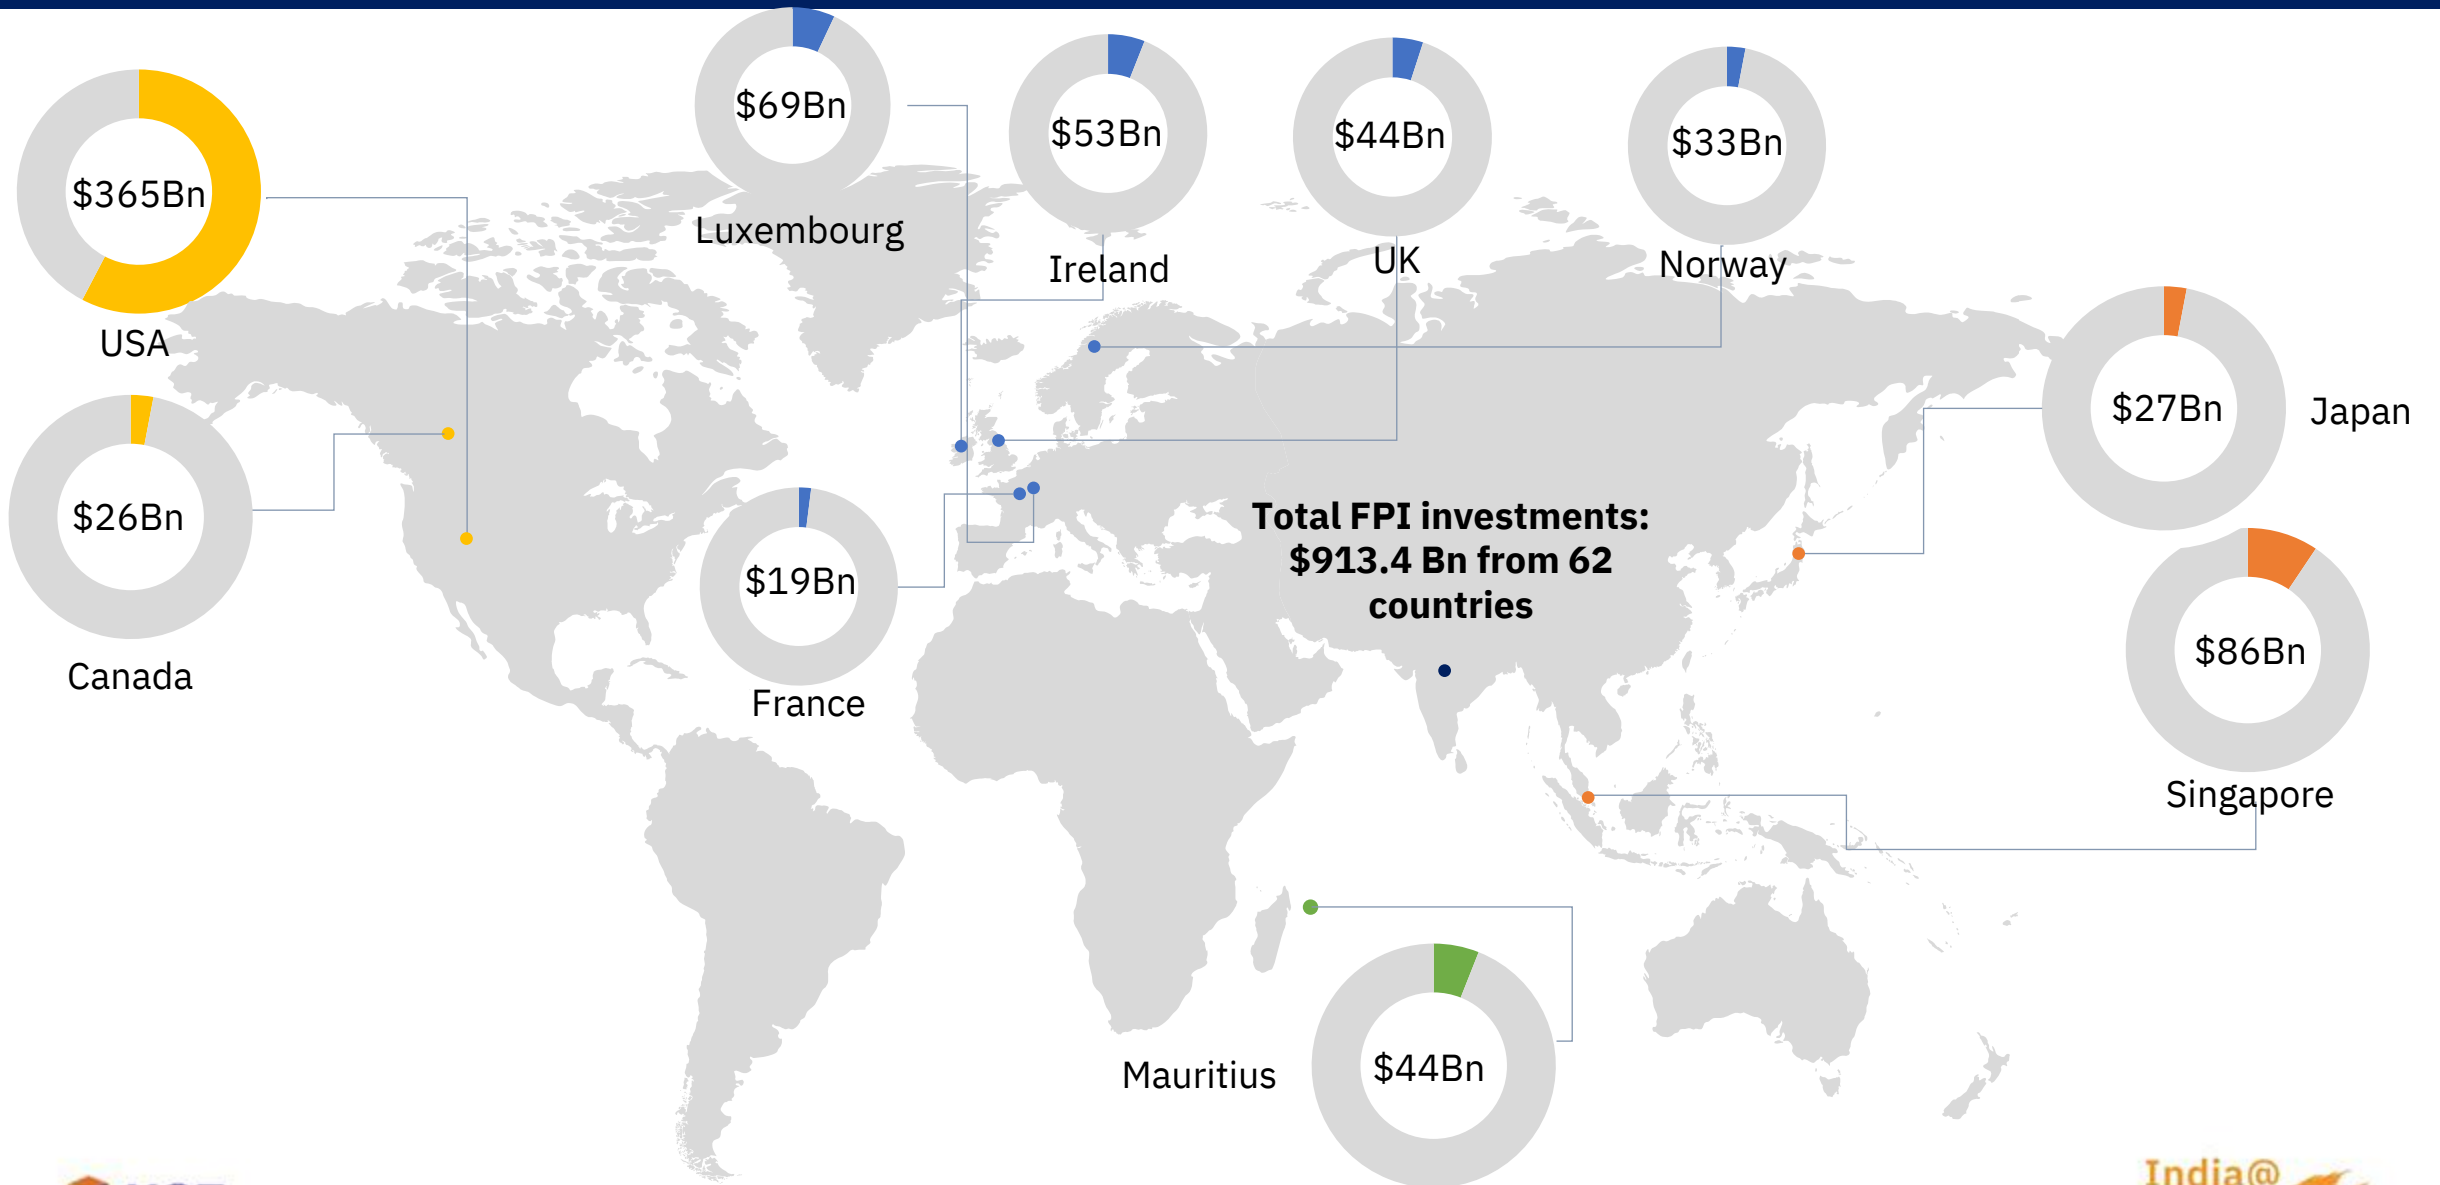 $69Bn
$53Bn
$44Bn
$33Bn
$365Bn
Luxembourg
Ireland
UK
Norway
USA
$27Bn
Japan
$26Bn
$19Bn
Total FPI investments:
$913.4 Bn from 62
countries
Canada
France
$86Bn
Singapore
Mauritius
$44Bn
India@